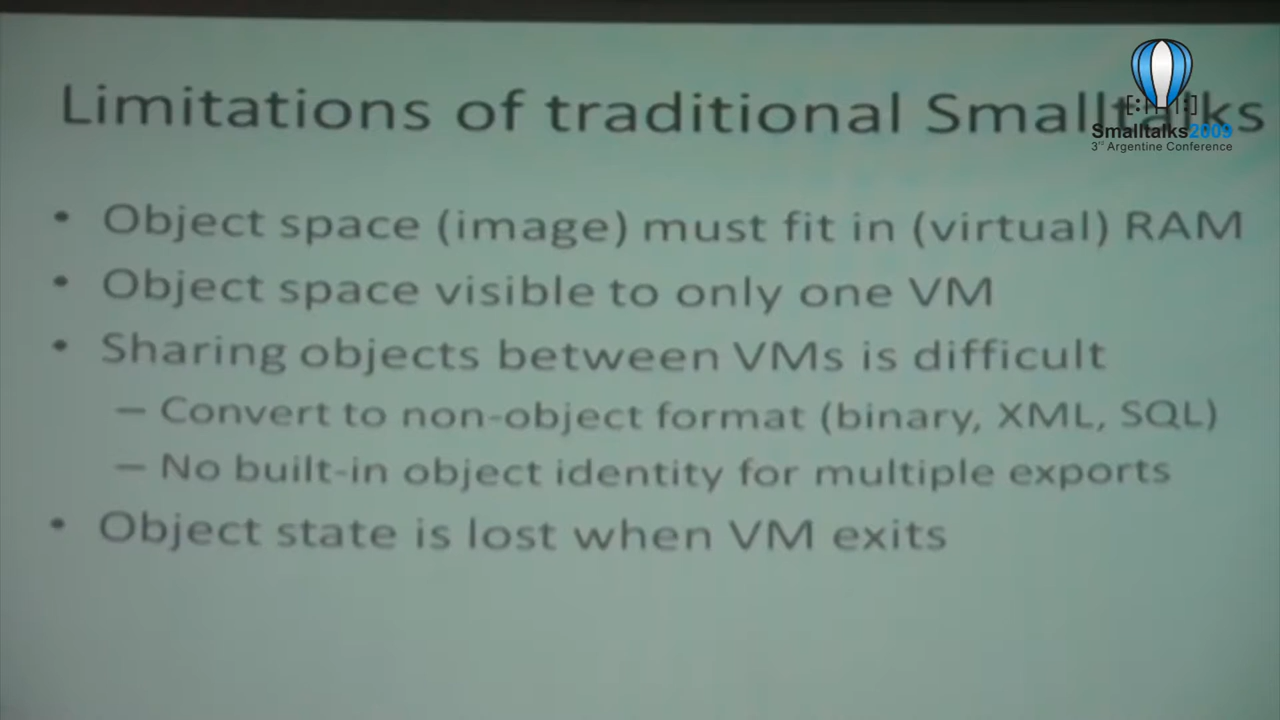 Limitations of traditional Smalltalks
• Object space (image) must fit in (virtual) RAM
• Object space visible to only one VM
• Sharing objects between VMs is difficult
– Convert to non-object format (binary, XML, SQL)
– No built-in object identity for multiple exports
• Object state is lost when VM exits
Smalltalks2009
3rd Argentine Conference